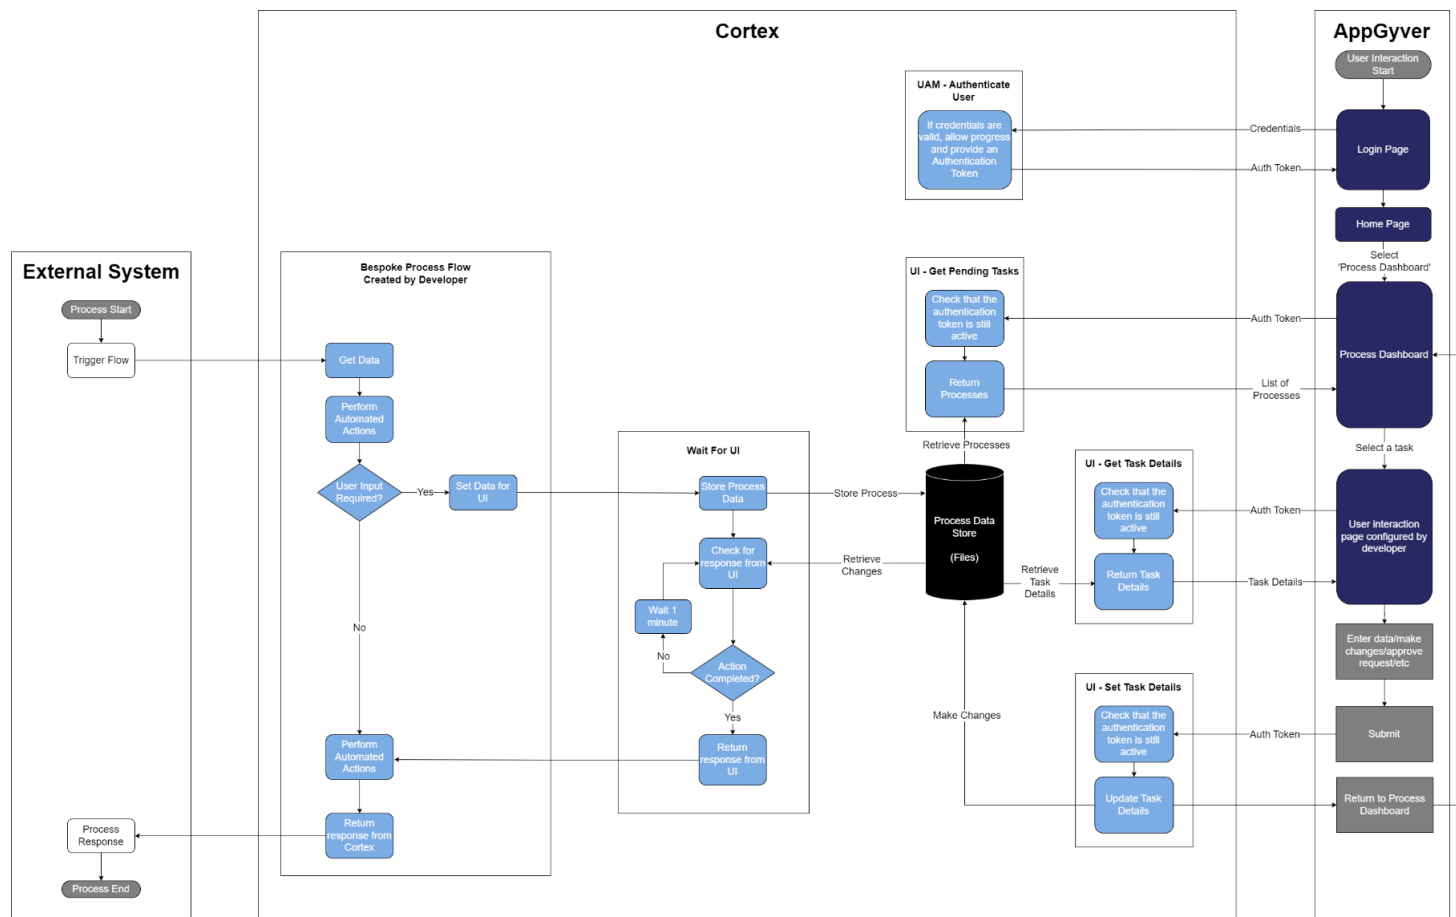 Cortex
AppGyver
User Interaction
Start
UAM - Authenticate
User
If credentials are
valid, allow progress
and provide an
Authentication
Token
Credentials
Auth Token
Login Page
Home Page
Select
'Process Dashboard'
External System
Process Start
Trigger Flow
Bespoke Process Flow
Created by Developer
Get Data
Perform
Automated
Actions
User Input
Required?
Yes
Set Data for
UI
No
Perform
Automated
Actions
Return
response from
Cortex
Process
Response
Process End
Wait For UI
Store Process
Data
Check for
response from
UI
Wait 1
minute
No
Action
Completed?
Yes
Return
response from
UI
Store Process
Retrieve
Changes
UI - Get Pending Tasks
Check that the
authentication
token is still
active
Return
Processes
Retrieve Processes
Process Data
Store
(Files)
Retrieve
Task
Details
Make Changes
Auth Token
List of
Processes
Process Dashboard
Select a task
UI - Get Task Details
Check that the
authentication
token is still
active
Return Task
Details
Auth Token
Task Details
User interaction
page configured by
developer
Enter data/make
changes/approve
request/etc
UI - Set Task Details
Check that the
authentication
token is still
active
Update Task
Details
Auth Token
Submit
Return to Process
Dashboard